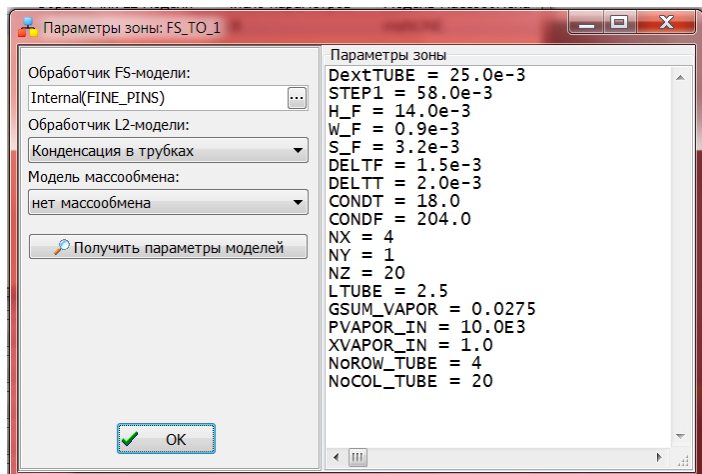 Параметры зоны: FS_TO_1
Обработчик FS-модели:
Internal(FINE_PINS)
...
Обработчик L2-модели:
Конденсация в трубках
Модель массообмена:
нет массообмена
Получить параметры моделей
OK
Параметры зоны
DextTUBE = 25.0e-3
STEP1 = 58.0e-3
H_F = 14.0e-3
W_F = 0.9e-3
S_F = 3.2e-3
DELTF = 1.5e-3
DELTT = 2.0e-3
CONDT = 18.0
CONDF = 204.0
NX = 4
NY = 1
NZ = 20
LTUBE = 2.5
GSUM_VAPOR = 0.0275
PVAPOR_IN = 10.0E3
XVAPOR_IN = 1.0
NoROW_TUBE = 4
NoCOL_TUBE = 20